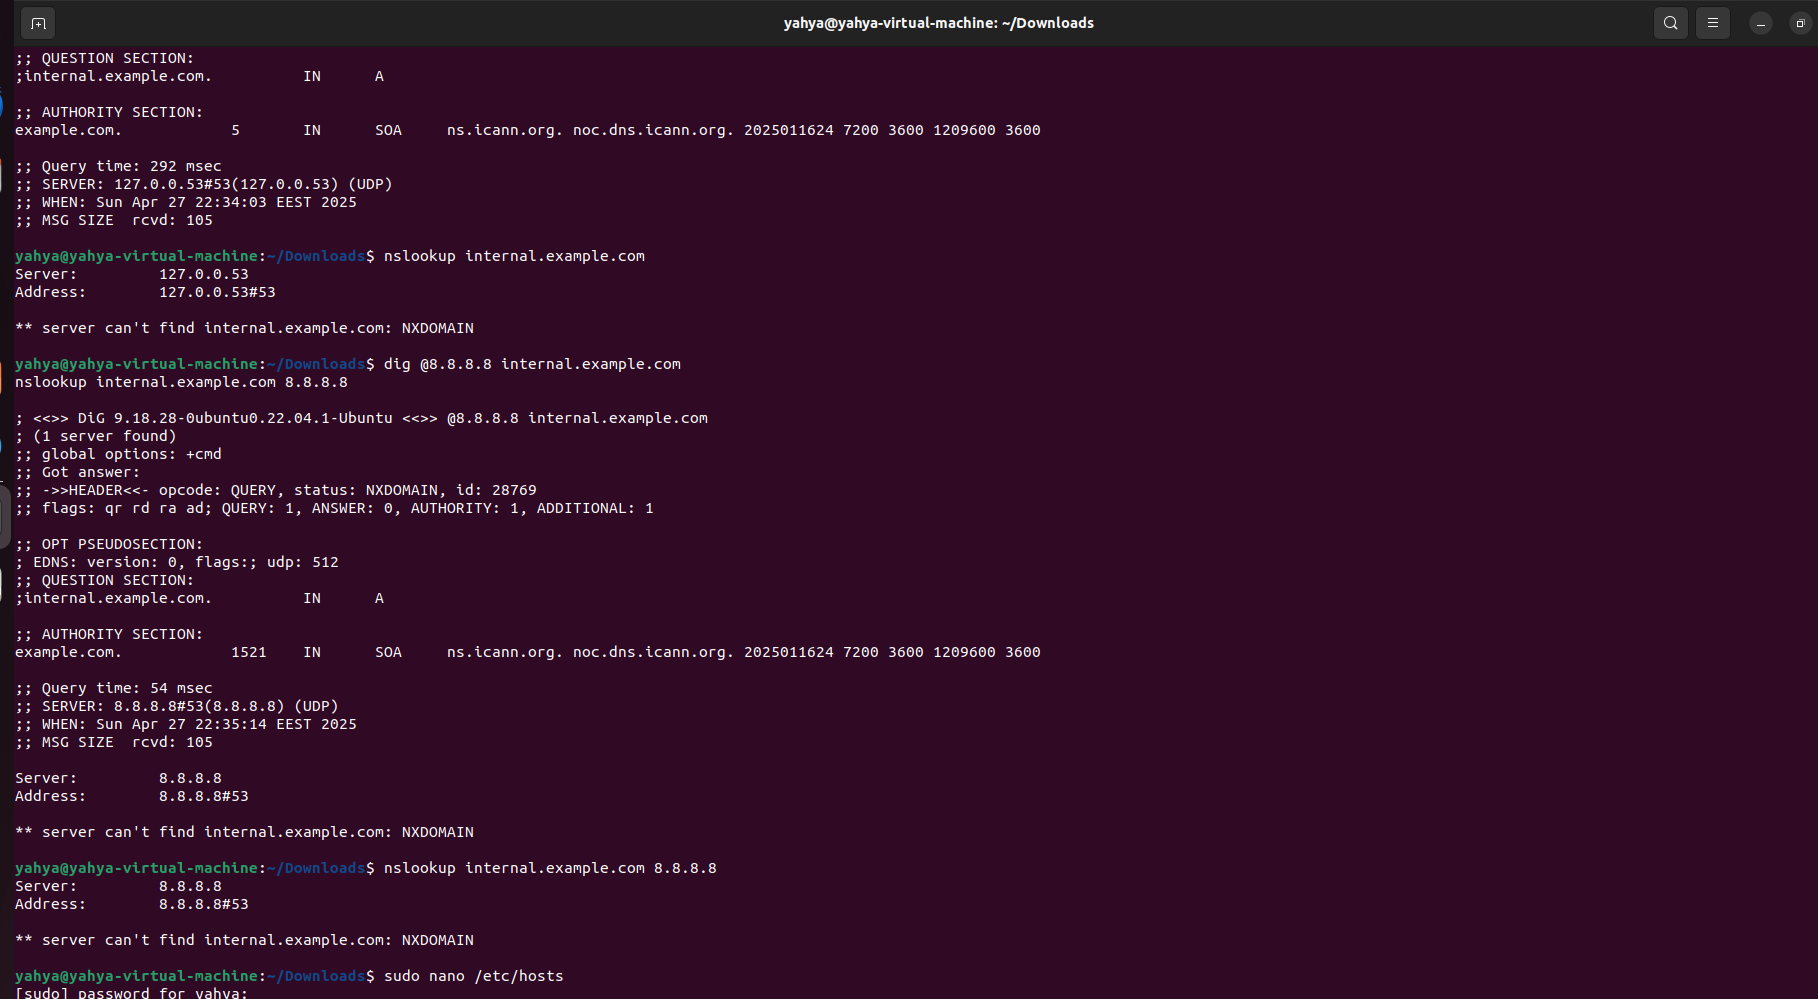 yahya@yahya-virtual-machine: ~/Downloads
;; QUESTION SECTION:
;internal.example.com. IN A
;; AUTHORITY SECTION:
example.com. 5 IN SOA ns.icann.org. noc.dns.icann.org. 2025011624 7200 3600 1209600 3600
;; Query time: 292 msec
;; SERVER: 127.0.0.53#53(127.0.0.53) (UDP)
;; WHEN: Sun Apr 27 22:34:03 EEST 2025
;; MSG SIZE  rcvd: 105
yahya@yahya-virtual-machine:~/Downloads$ nslookup internal.example.com
Server: 127.0.0.53
Address: 127.0.0.53#53
** server can't find internal.example.com: NXDOMAIN
yahya@yahya-virtual-machine:~/Downloads$ dig @8.8.8.8 internal.example.com
nslookup internal.example.com 8.8.8.8
; <<>> DiG 9.18.28-0ubuntu0.22.04.1-Ubuntu <<>> @8.8.8.8 internal.example.com
; (1 server found)
;; global options: +cmd
;; Got answer:
;; ->>HEADER<<- opcode: QUERY, status: NXDOMAIN, id: 28769
;; flags: qr rd ra ad; QUERY: 1, ANSWER: 0, AUTHORITY: 1, ADDITIONAL: 1
;; OPT PSEUDOSECTION:
; EDNS: version: 0, flags:; udp: 512
;; QUESTION SECTION:
;internal.example.com. IN A
;; AUTHORITY SECTION:
example.com. 1521 IN SOA ns.icann.org. noc.dns.icann.org. 2025011624 7200 3600 1209600 3600
;; Query time: 54 msec
;; SERVER: 8.8.8.8#53(8.8.8.8) (UDP)
;; WHEN: Sun Apr 27 22:35:14 EEST 2025
;; MSG SIZE  rcvd: 105
Server: 8.8.8.8
Address: 8.8.8.8#53
** server can't find internal.example.com: NXDOMAIN
yahya@yahya-virtual-machine:~/Downloads$ nslookup internal.example.com 8.8.8.8
Server: 8.8.8.8
Address: 8.8.8.8#53
** server can't find internal.example.com: NXDOMAIN
yahya@yahya-virtual-machine:~/Downloads$ sudo nano /etc/hosts
[sudo] password for yahya: